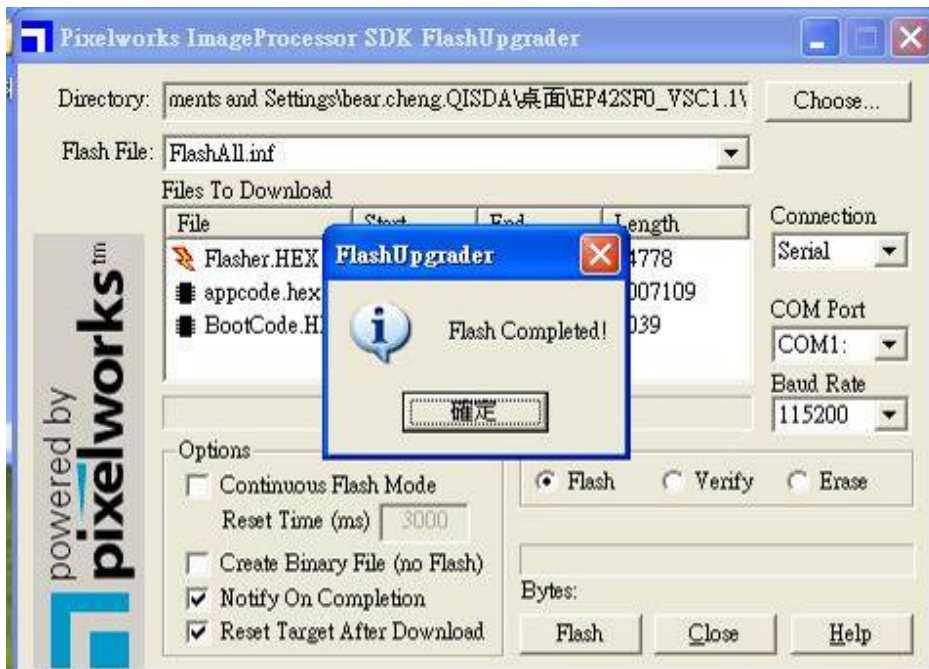 Pixelworks ImageProcessor SDK FlashUpgrader
Directory: ments and Settings\bear.cheng.QISDA\桌面\EP42SF0_VSC1.1\ Choose...
Flash File: FlashAll.inf
Files To Download
File Start End Length
Flasher.HEX 4778
appcode.hex 007109
BootCode.H 039
FlashUpgrader
Flash Completed!
確定
Connection
Serial
COM Port
COM1:
Baud Rate
115200
powered by
pixelworks™
Options
Continuous Flash Mode
Reset Time (ms) 3000
Create Binary File (no Flash)
Notify On Completion
Reset Target After Download
Flash Verify Erase
Bytes:
Flash Close Help